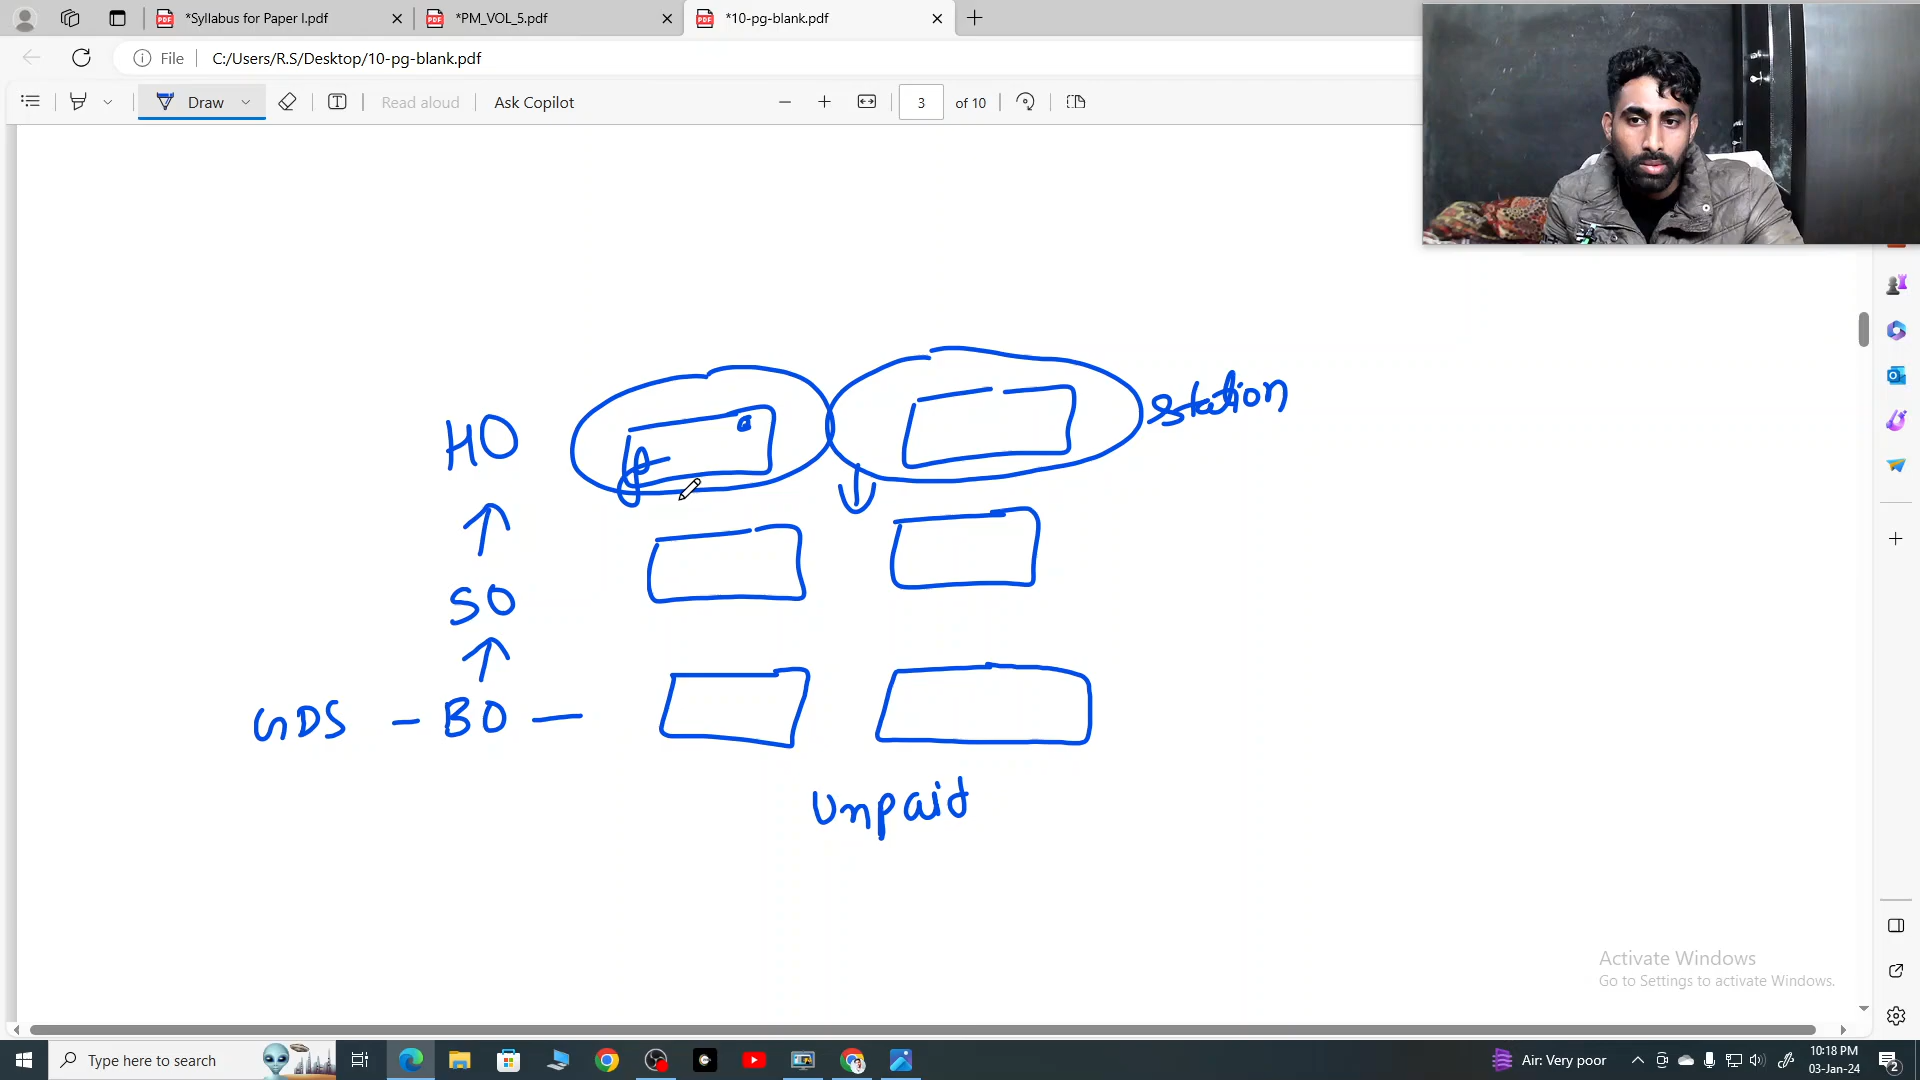 *Syllabus for Paper I.pdf
*PM_VOL_5.pdf
*10-pg-blank.pdf
File
C:/Users/R.S/Desktop/10-pg-blank.pdf
Draw
Read aloud
Ask Copilot
3
of 10
HO
station
SO
GDS - BO -
Unpaid
Activate Windows
Go to Settings to activate Windows.
Type here to search
Air: Very poor
10:18 PM
03-Jan-24
2